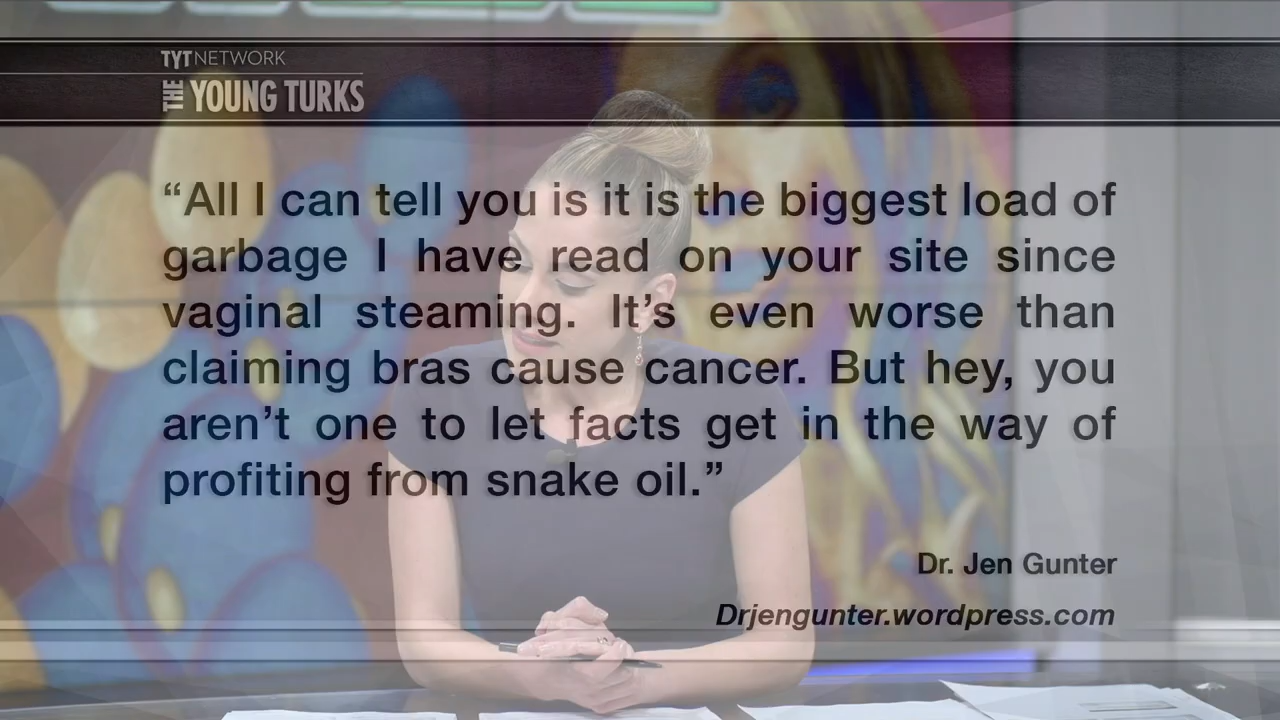 TYTNETWORK
THE YOUNG TURKS
“All I can tell you is it is the biggest load of
garbage I have read on your site since
vaginal steaming. It’s even worse than
claiming bras cause cancer. But hey, you
aren’t one to let facts get in the way of
profiting from snake oil.”
Dr. Jen Gunter
Drjengunter.wordpress.com